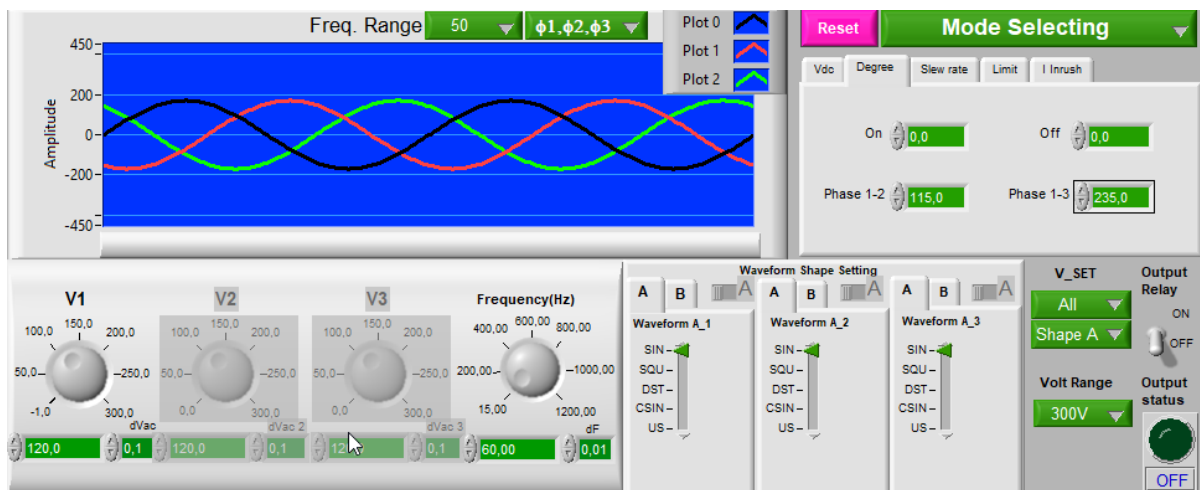 Freq. Range 50 ϕ1,ϕ2,ϕ3
Plot 0
Plot 1
Plot 2
450
200
0
-200
-450
Amplitude
Reset Mode Selecting
Vdc Degree Slew rate Limit I Inrush
On 0,0 Off 0,0
Phase 1-2 115,0 Phase 1-3 235,0
V1 V2 V3 Frequency(Hz)
100,0 150,0 200,0
50,0 250,0
-1,0 300,0
dVac
120,0 0,1
100,0 150,0 200,0
50,0 -250,0
0,0 300,0
dVac 2
120,0 0,1
100,0 150,0 200,0
50,0 -250,0
0,0 300,0
dVac 3
0,1
400,00 600,00 800,00
200,00 1000,00
15,00 1200,00
dF
60,00 0,01
Waveform Shape Setting
A B A
Waveform A_1
SIN
SQU
DST
CSIN
US
A B A
Waveform A_2
SIN
SQU
DST
CSIN
US
A B A
Waveform A_3
SIN
SQU
DST
CSIN
US
V_SET
All
Shape A
Volt Range
300V
Output
Relay
ON
OFF
Output
status
OFF